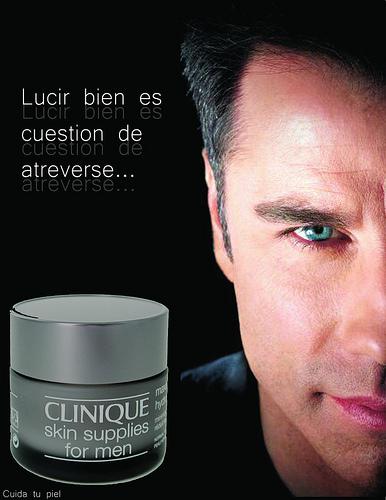 Lucir bien es
cuestion de
atreverse...
CLINIQUE
skin supplies
for men
Cuida tu piel